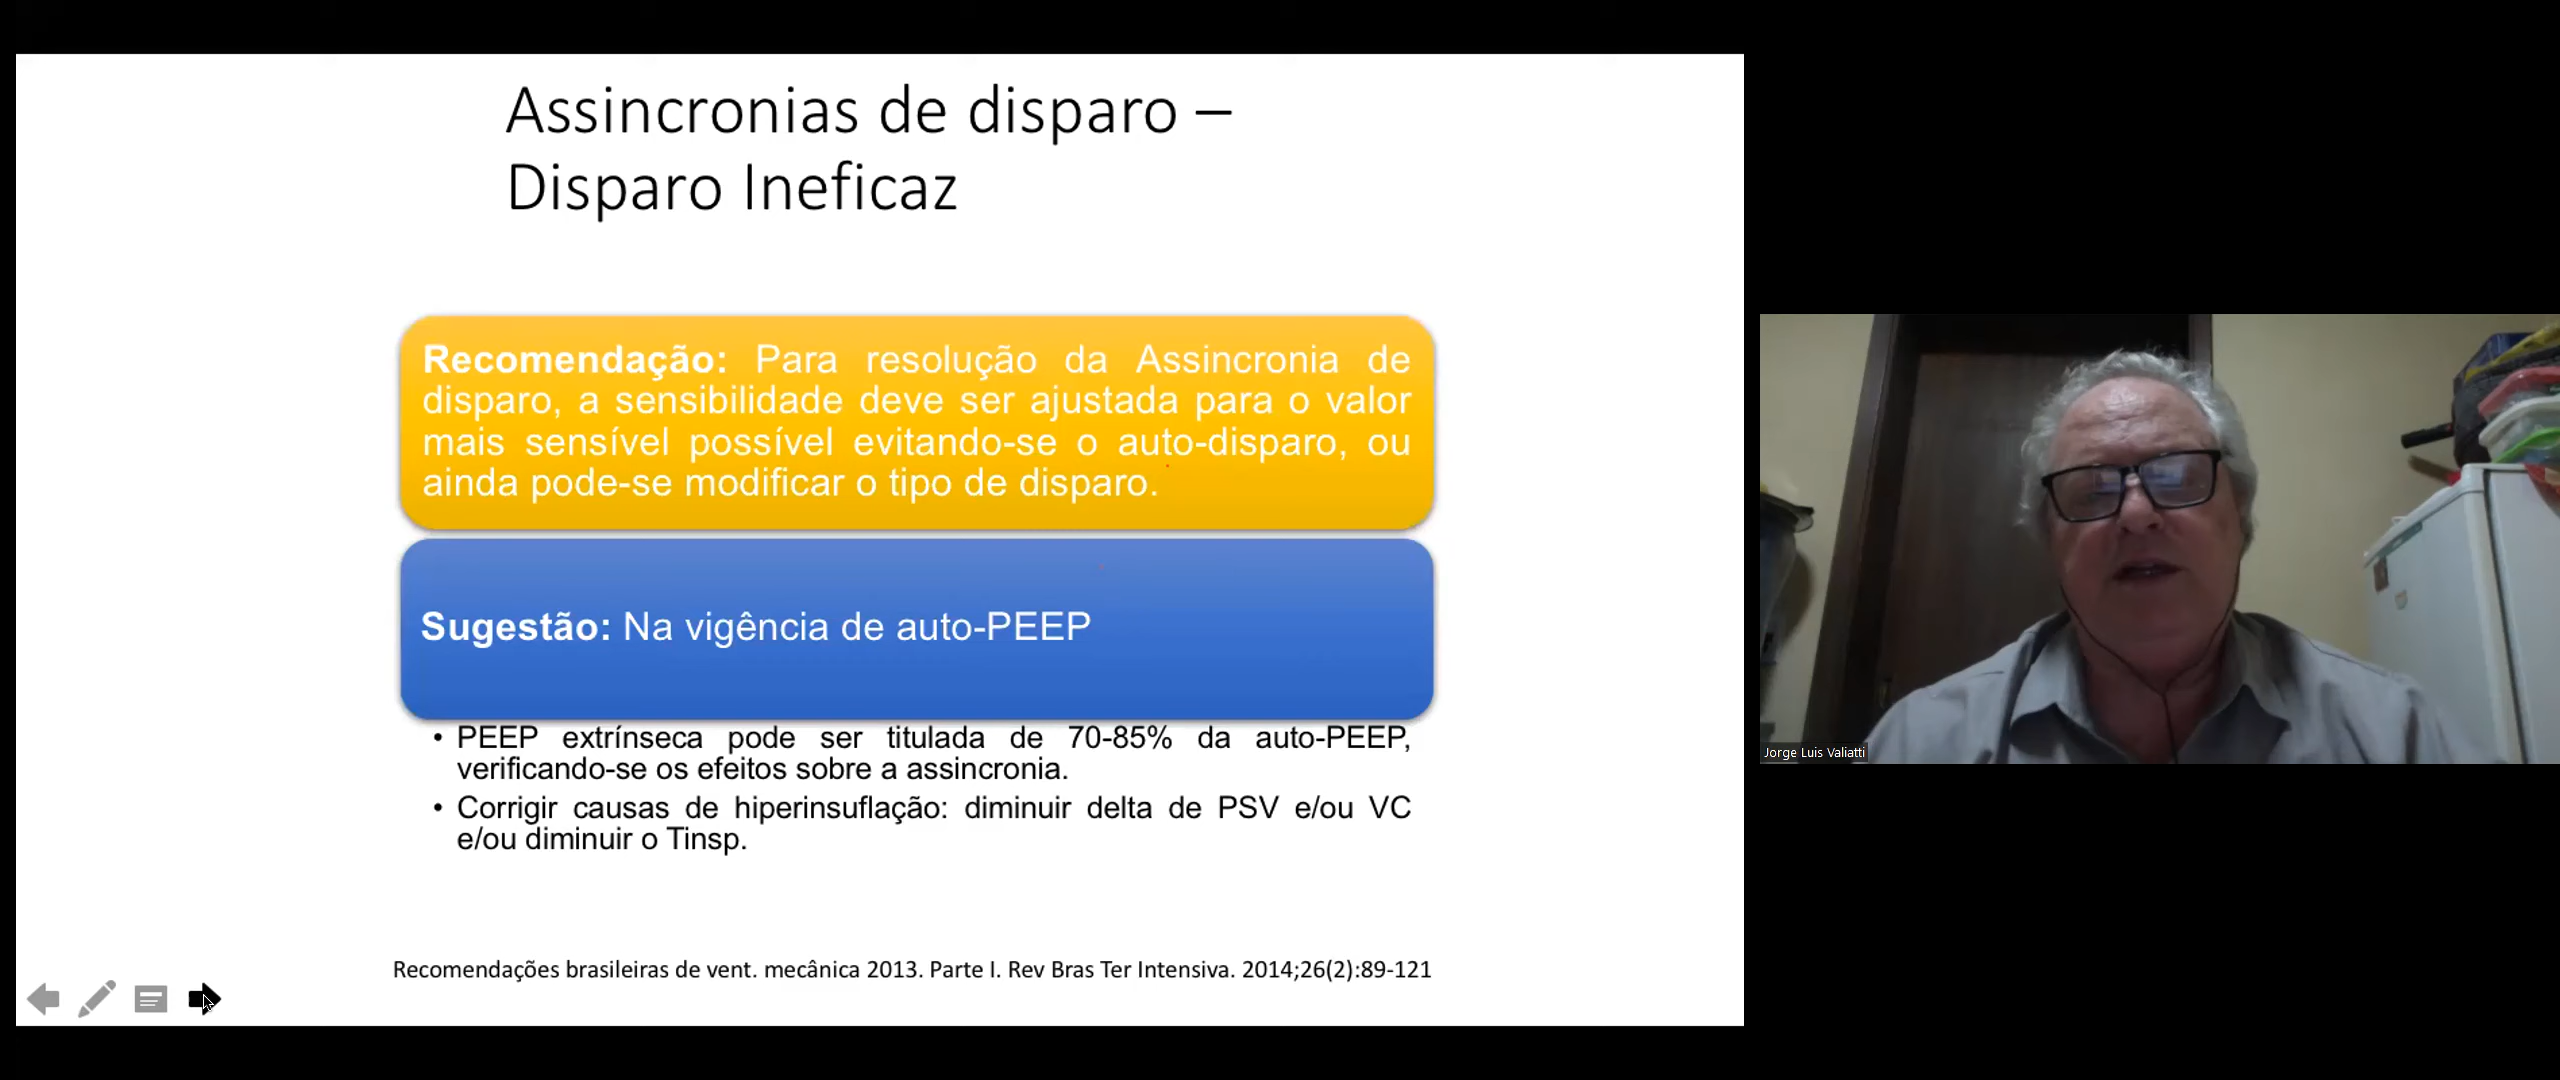 Assincronias de disparo –
Disparo Ineficaz
Recomendação: Para resolução da Assincronia de
disparo, a sensibilidade deve ser ajustada para o valor
mais sensível possível evitando-se o auto-disparo, ou
ainda pode-se modificar o tipo de disparo.
Sugestão: Na vigência de auto-PEEP
• PEEP extrínseca pode ser titulada de 70-85% da auto-PEEP,
verificando-se os efeitos sobre a assincronia.
• Corrigir causas de hiperinsuflação: diminuir delta de PSV e/ou VC
e/ou diminuir o Tinsp.
Recomendações brasileiras de vent. mecânica 2013. Parte I. Rev Bras Ter Intensiva. 2014;26(2):89-121
Jorge Luis Valiatti